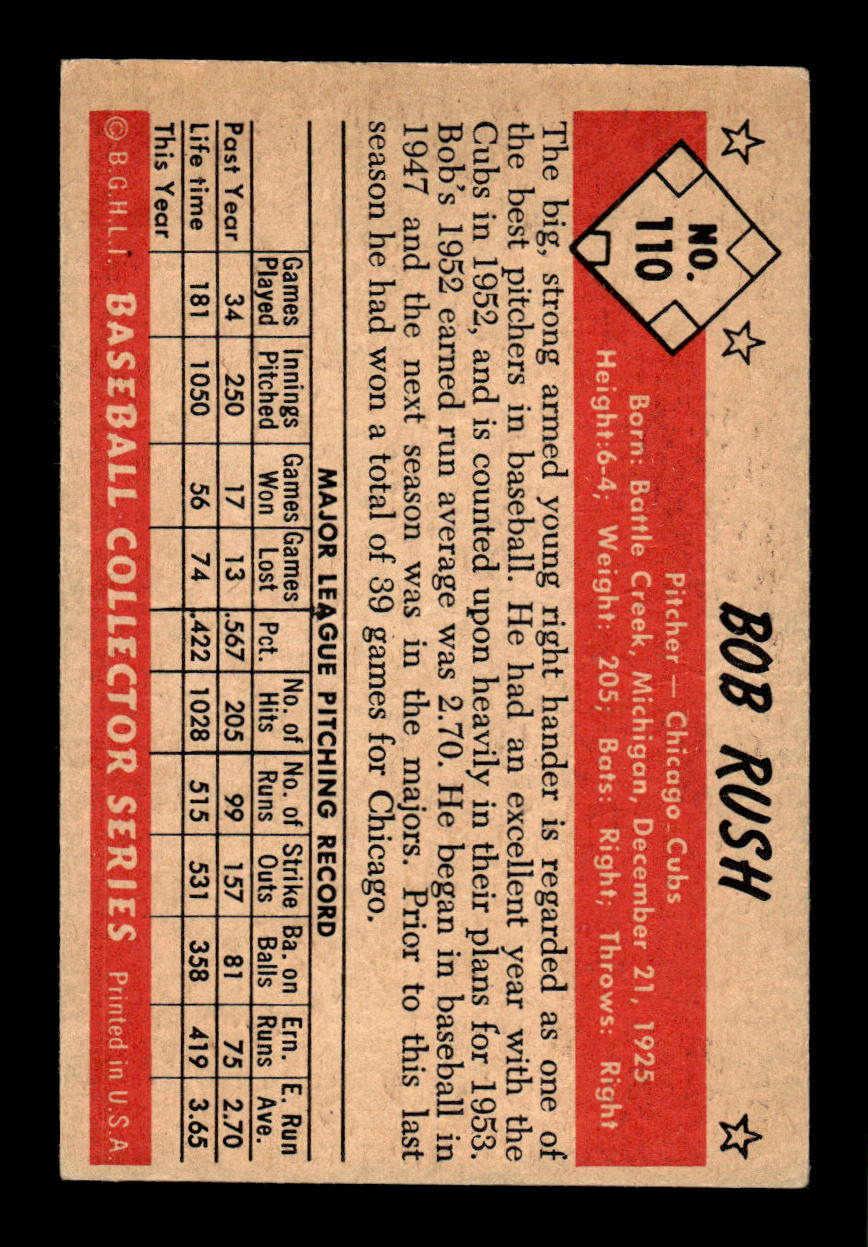 BOB RUSH
NO.
110
Pitcher — Chicago Cubs
Born: Battle Creek, Michigan, December 21, 1925
Height: 6-4; Weight: 205; Bats: Right; Throws: Right
The big, strong armed young right hander is regarded as one of
the best pitchers in baseball. He had an excellent year with the
Cubs in 1952, and is counted upon heavily in their plans for 1953.
Bob's 1952 earned run average was 2.70. He began in baseball in
1947 and the next season was in the majors. Prior to this last
season he had won a total of 39 games for Chicago.
MAJOR LEAGUE PITCHING RECORD
Games Played Innings Pitched Games Won Games Lost Pct. No. of Hits No. of Runs Strike Outs Ba. on Balls Ern. Runs E. Run Ave.
Past Year 34 250 17 13 .567 205 99 157 81 75 2.70
Life time 181 1050 56 74 .422 1028 515 531 358 419 3.65
This Year
© B.G.H.L.I. BASEBALL COLLECTOR SERIES Printed in U.S.A.